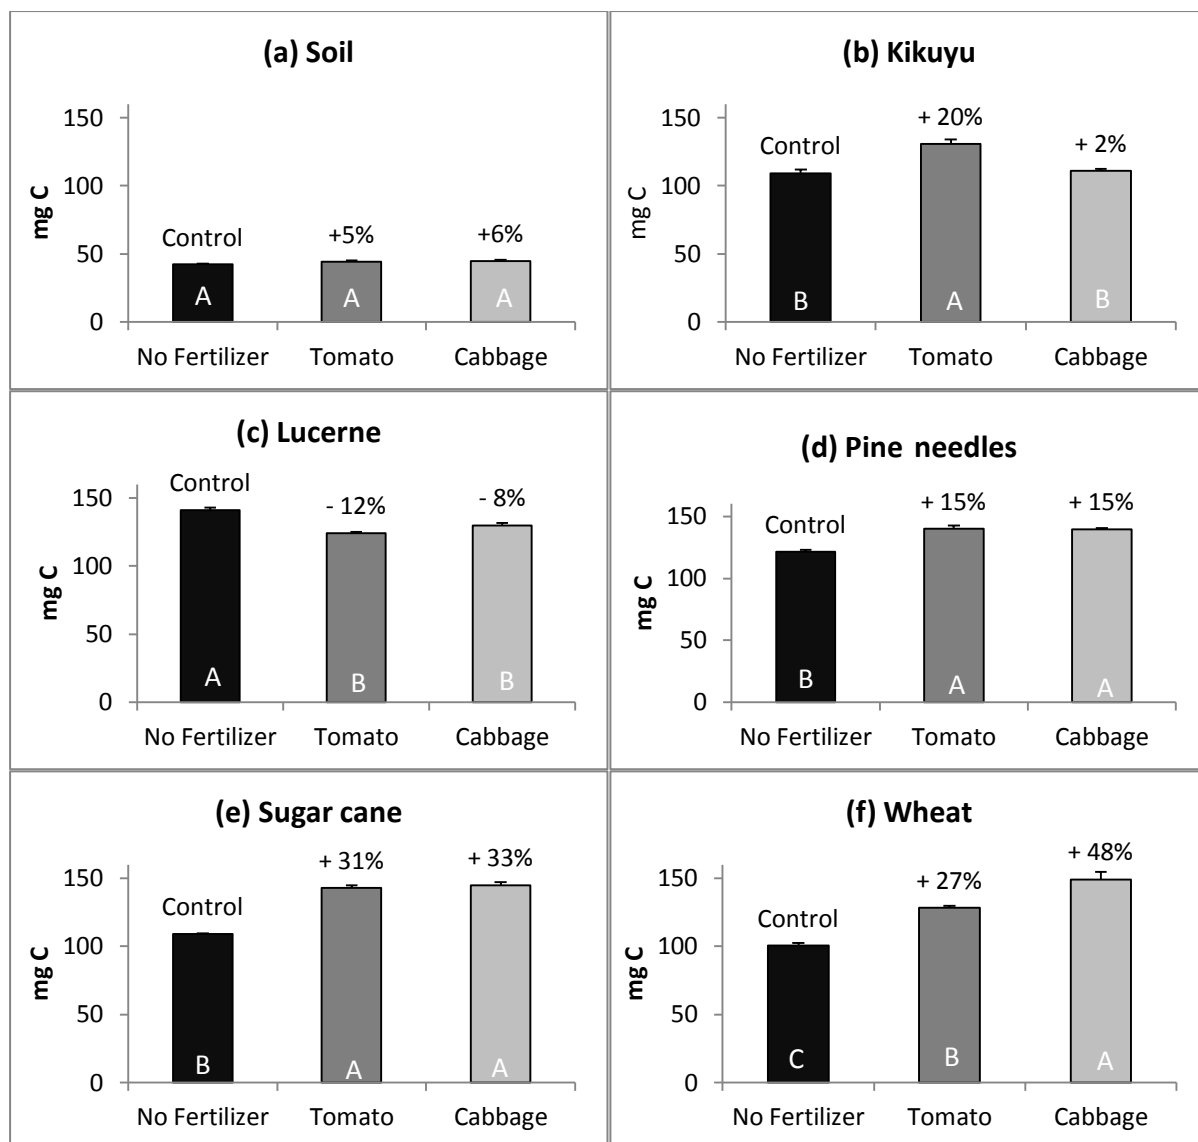 (a) Soil
mg C
150
100
50
0
Control
+5%
+6%
A
A
A
No Fertilizer
Tomato
Cabbage
(b) Kikuyu
mg C
150
100
50
0
Control
+ 20%
+ 2%
B
A
B
No Fertilizer
Tomato
Cabbage
(c) Lucerne
mg C
150
100
50
0
Control
- 12%
- 8%
A
B
B
No Fertilizer
Tomato
Cabbage
(d) Pine needles
mg C
150
100
50
0
Control
+ 15%
+ 15%
B
A
A
No Fertilizer
Tomato
Cabbage
(e) Sugar cane
mg C
150
100
50
0
Control
+ 31%
+ 33%
B
A
A
No Fertilizer
Tomato
Cabbage
(f) Wheat
mg C
150
100
50
0
Control
+ 27%
+ 48%
C
B
A
No Fertilizer
Tomato
Cabbage